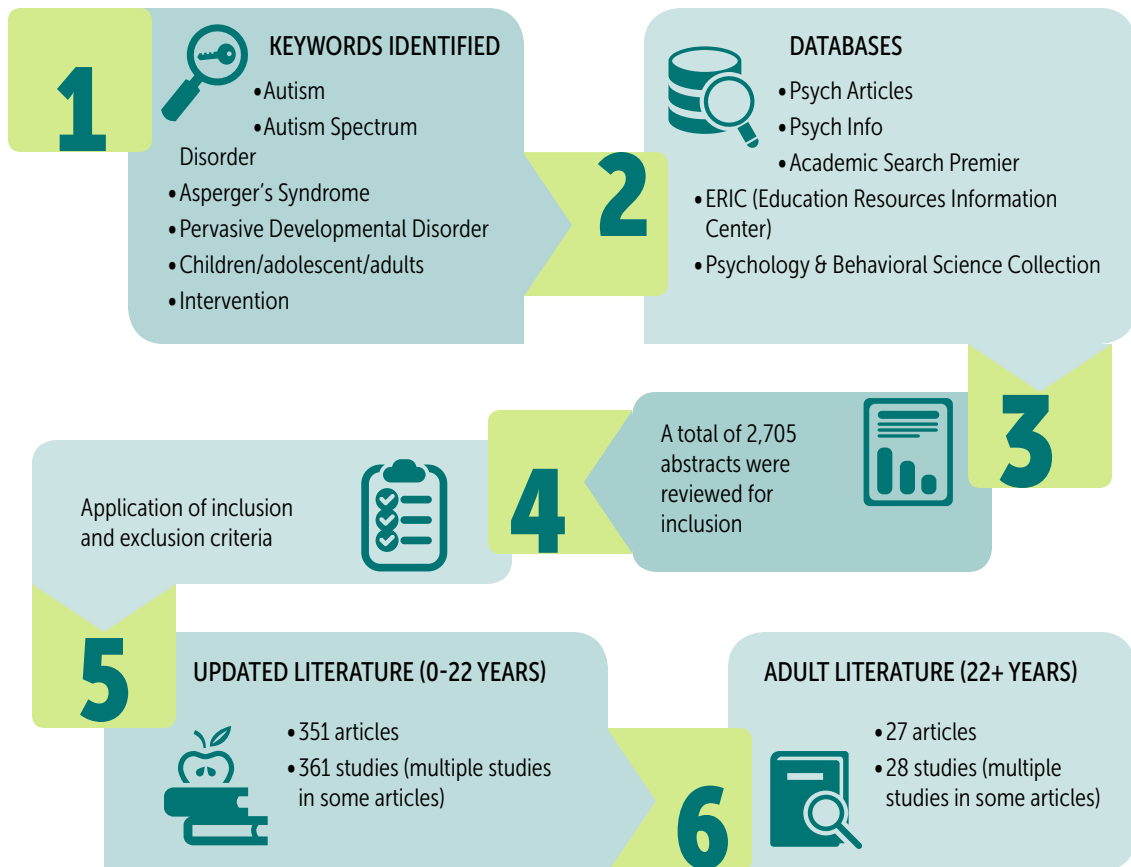 1
KEYWORDS IDENTIFIED
•Autism
•Autism Spectrum
Disorder
•Asperger’s Syndrome
•Pervasive Developmental Disorder
•Children/adolescent/adults
•Intervention
2
DATABASES
•Psych Articles
•Psych Info
•Academic Search Premier
•ERIC (Education Resources Information
Center)
•Psychology & Behavioral Science Collection
3
A total of 2,705
abstracts were
reviewed for
inclusion
4
Application of inclusion
and exclusion criteria
5
UPDATED LITERATURE (0-22 YEARS)
•351 articles
•361 studies (multiple studies
in some articles)
6
ADULT LITERATURE (22+ YEARS)
•27 articles
•28 studies (multiple
studies in some articles)